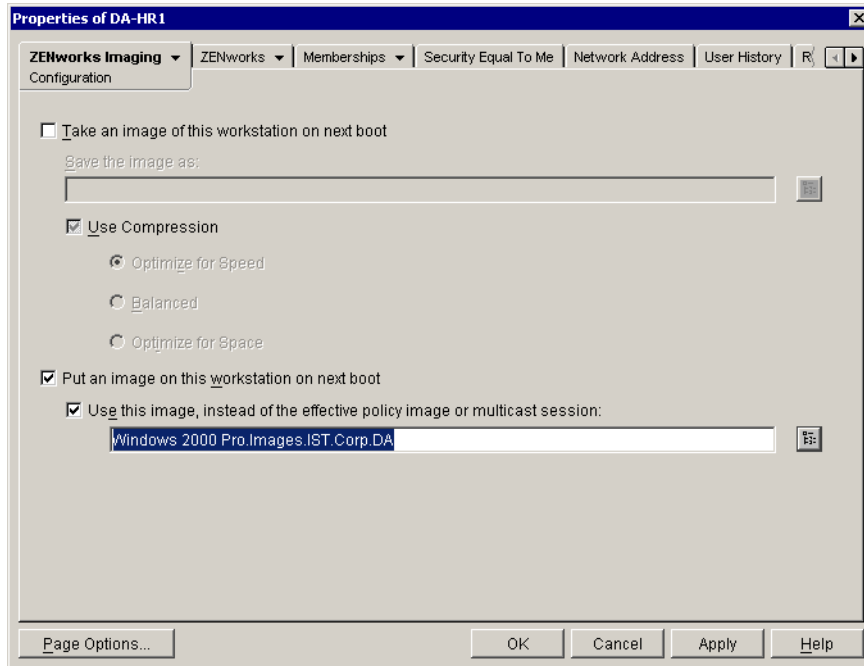 Properties of DA-HR1
ZENworks Imaging
Configuration
ZENworks
Memberships
Security Equal To Me
Network Address
User History
Take an image of this workstation on next boot
Save the image as:
Use Compression
Optimize for Speed
Balanced
Optimize for Space
Put an image on this workstation on next boot
Use this image, instead of the effective policy image or multicast session:
Windows 2000 Pro.Images.IST.Corp.DA
Page Options...
OK
Cancel
Apply
Help